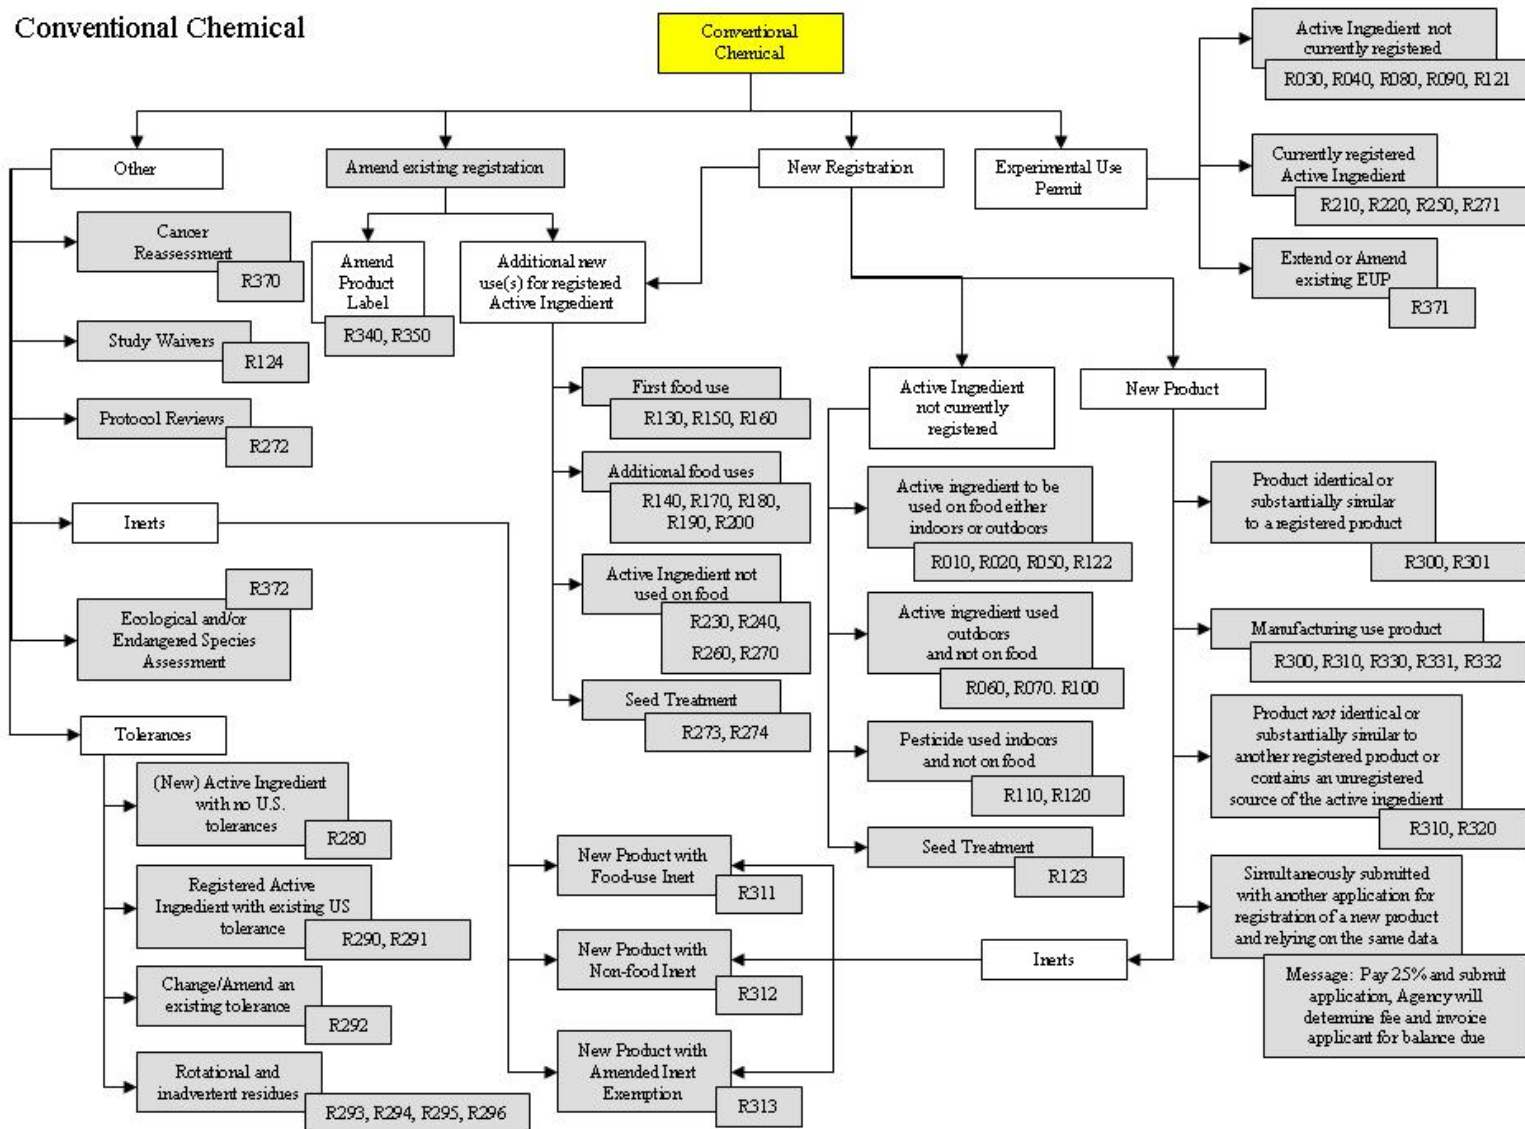 Conventional Chemical
Conventional
Chemical
Other
Amend existing registration
New Registration
Experimental Use
Permit
Active Ingredient not
currently registered
R030, R040, R080, R090, R121
Currently registered
Active Ingredient
R210, R220, R250, R271
Extend or Amend
existing EUP
R371
Cancer
Reassessment
R370
Study Waivers
R124
Protocol Reviews
R272
Inerts
R372
Ecological and/or
Endangered Species
Assessment
Tolerances
(New) Active Ingredient
with no U.S.
tolerances
R280
Registered Active
Ingredient with existing US
tolerance
R290, R291
Change/Amend an
existing tolerance
R292
Rotational and
inadvertent residues
R293, R294, R295, R296
Amend
Product
Label
R340, R350
Additional new
use(s) for registered
Active Ingredient
First food use
R130, R150, R160
Additional food uses
R140, R170, R180,
R190, R200
Active Ingredient not
used on food
R230, R240,
R260, R270
Seed Treatment
R273, R274
New Product with
Food-use Inert
R311
New Product with
Non-food Inert
R312
New Product with
Amended Inert
Exemption
R313
Active Ingredient
not currently
registered
Active ingredient to be
used on food either
indoors or outdoors
R010, R020, R050, R122
Active ingredient used
outdoors
and not on food
R060, R070. R100
Pesticide used indoors
and not on food
R110, R120
Seed Treatment
R123
Inerts
New Product
Product identical or
substantially similar
to a registered product
R300, R301
Manufacturing use product
R300, R310, R330, R331, R332
Product not identical or
substantially similar to
another registered product or
contains an unregistered
source of the active ingredient
R310, R320
Simultaneously submitted
with another application for
registration of a new product
and relying on the same data
Message: Pay 25% and submit
application, Agency will
determine fee and invoice
applicant for balance due